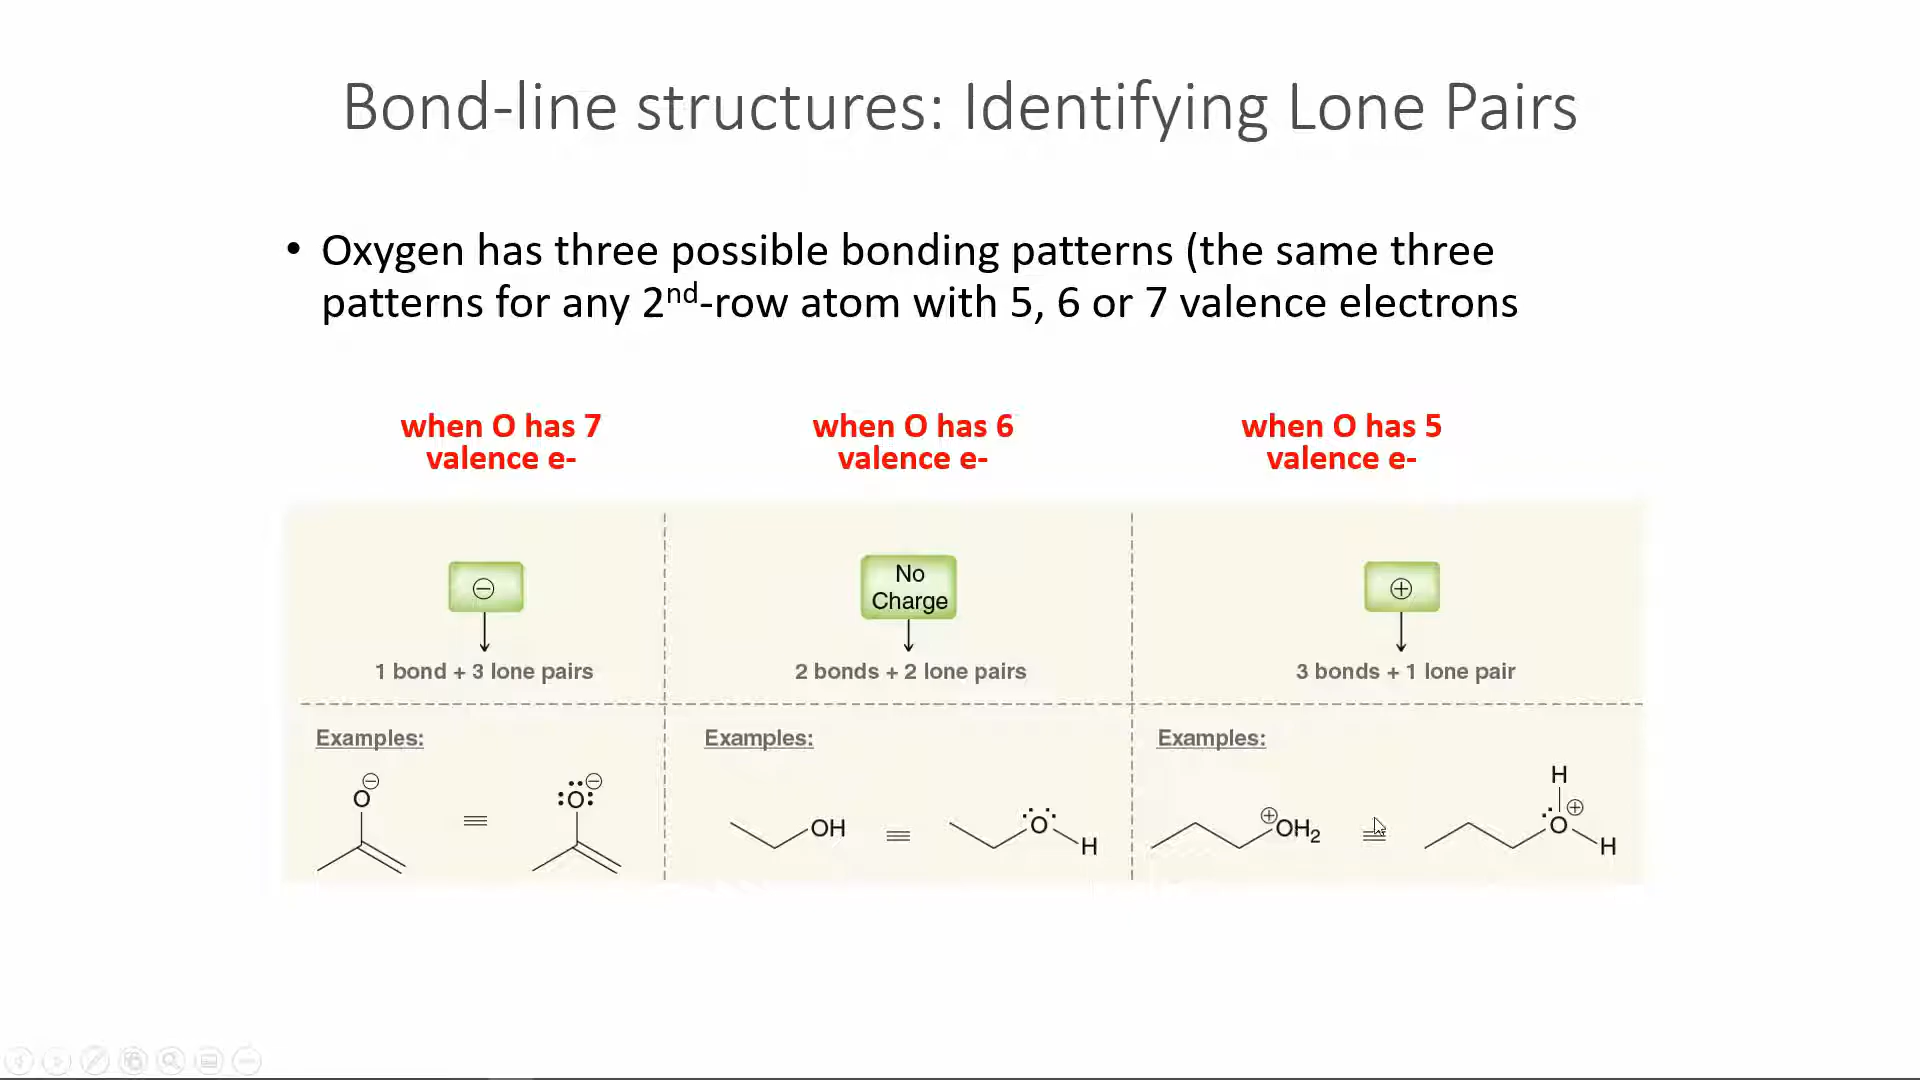 Bond-line structures: Identifying Lone Pairs
• Oxygen has three possible bonding patterns (the same three
patterns for any 2nd-row atom with 5, 6 or 7 valence electrons
when O has 7
valence e-
when O has 6
valence e-
when O has 5
valence e-
⊖
No
Charge
⊕
1 bond + 3 lone pairs
2 bonds + 2 lone pairs
3 bonds + 1 lone pair
Examples:
O⊖
≡
:Ö:⊖
Examples:
OH
≡
Ö
H
Examples:
⊕OH₂
≡
H
O⊕
H